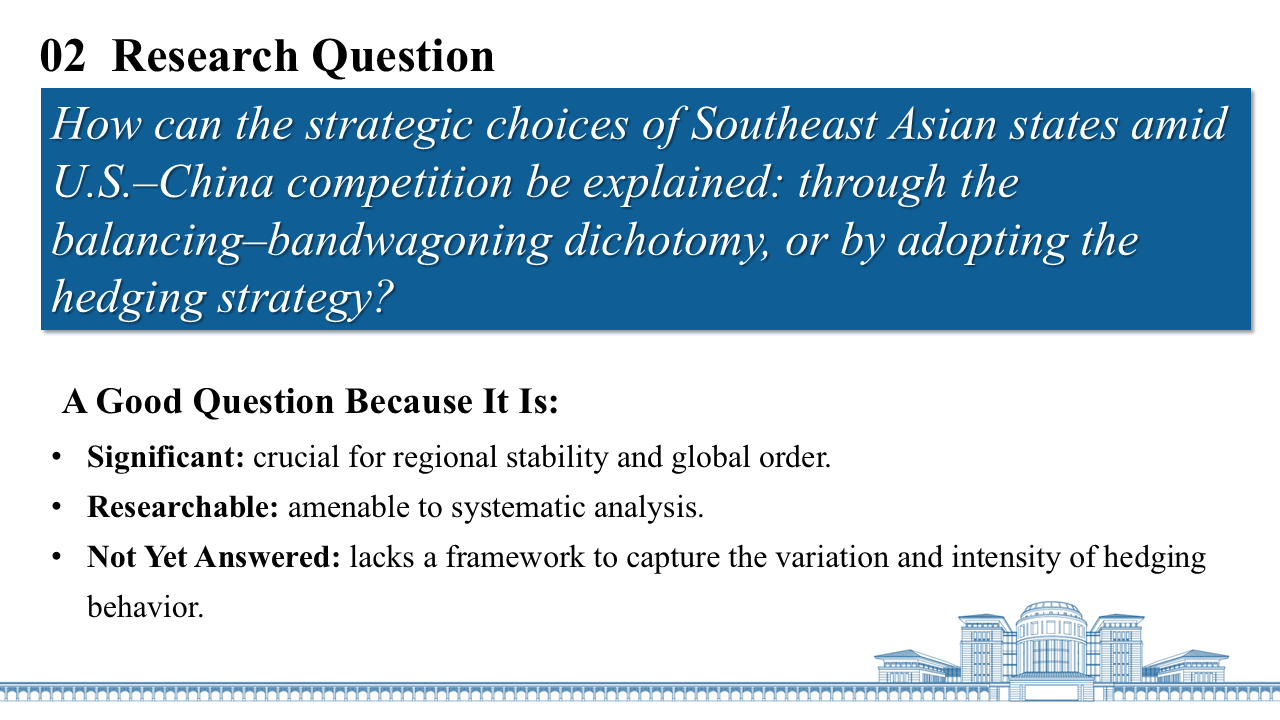 02 Research Question
How can the strategic choices of Southeast Asian states amid
U.S.–China competition be explained: through the
balancing–bandwagoning dichotomy, or by adopting the
hedging strategy?
A Good Question Because It Is:
• Significant: crucial for regional stability and global order.
• Researchable: amenable to systematic analysis.
• Not Yet Answered: lacks a framework to capture the variation and intensity of hedging
behavior.